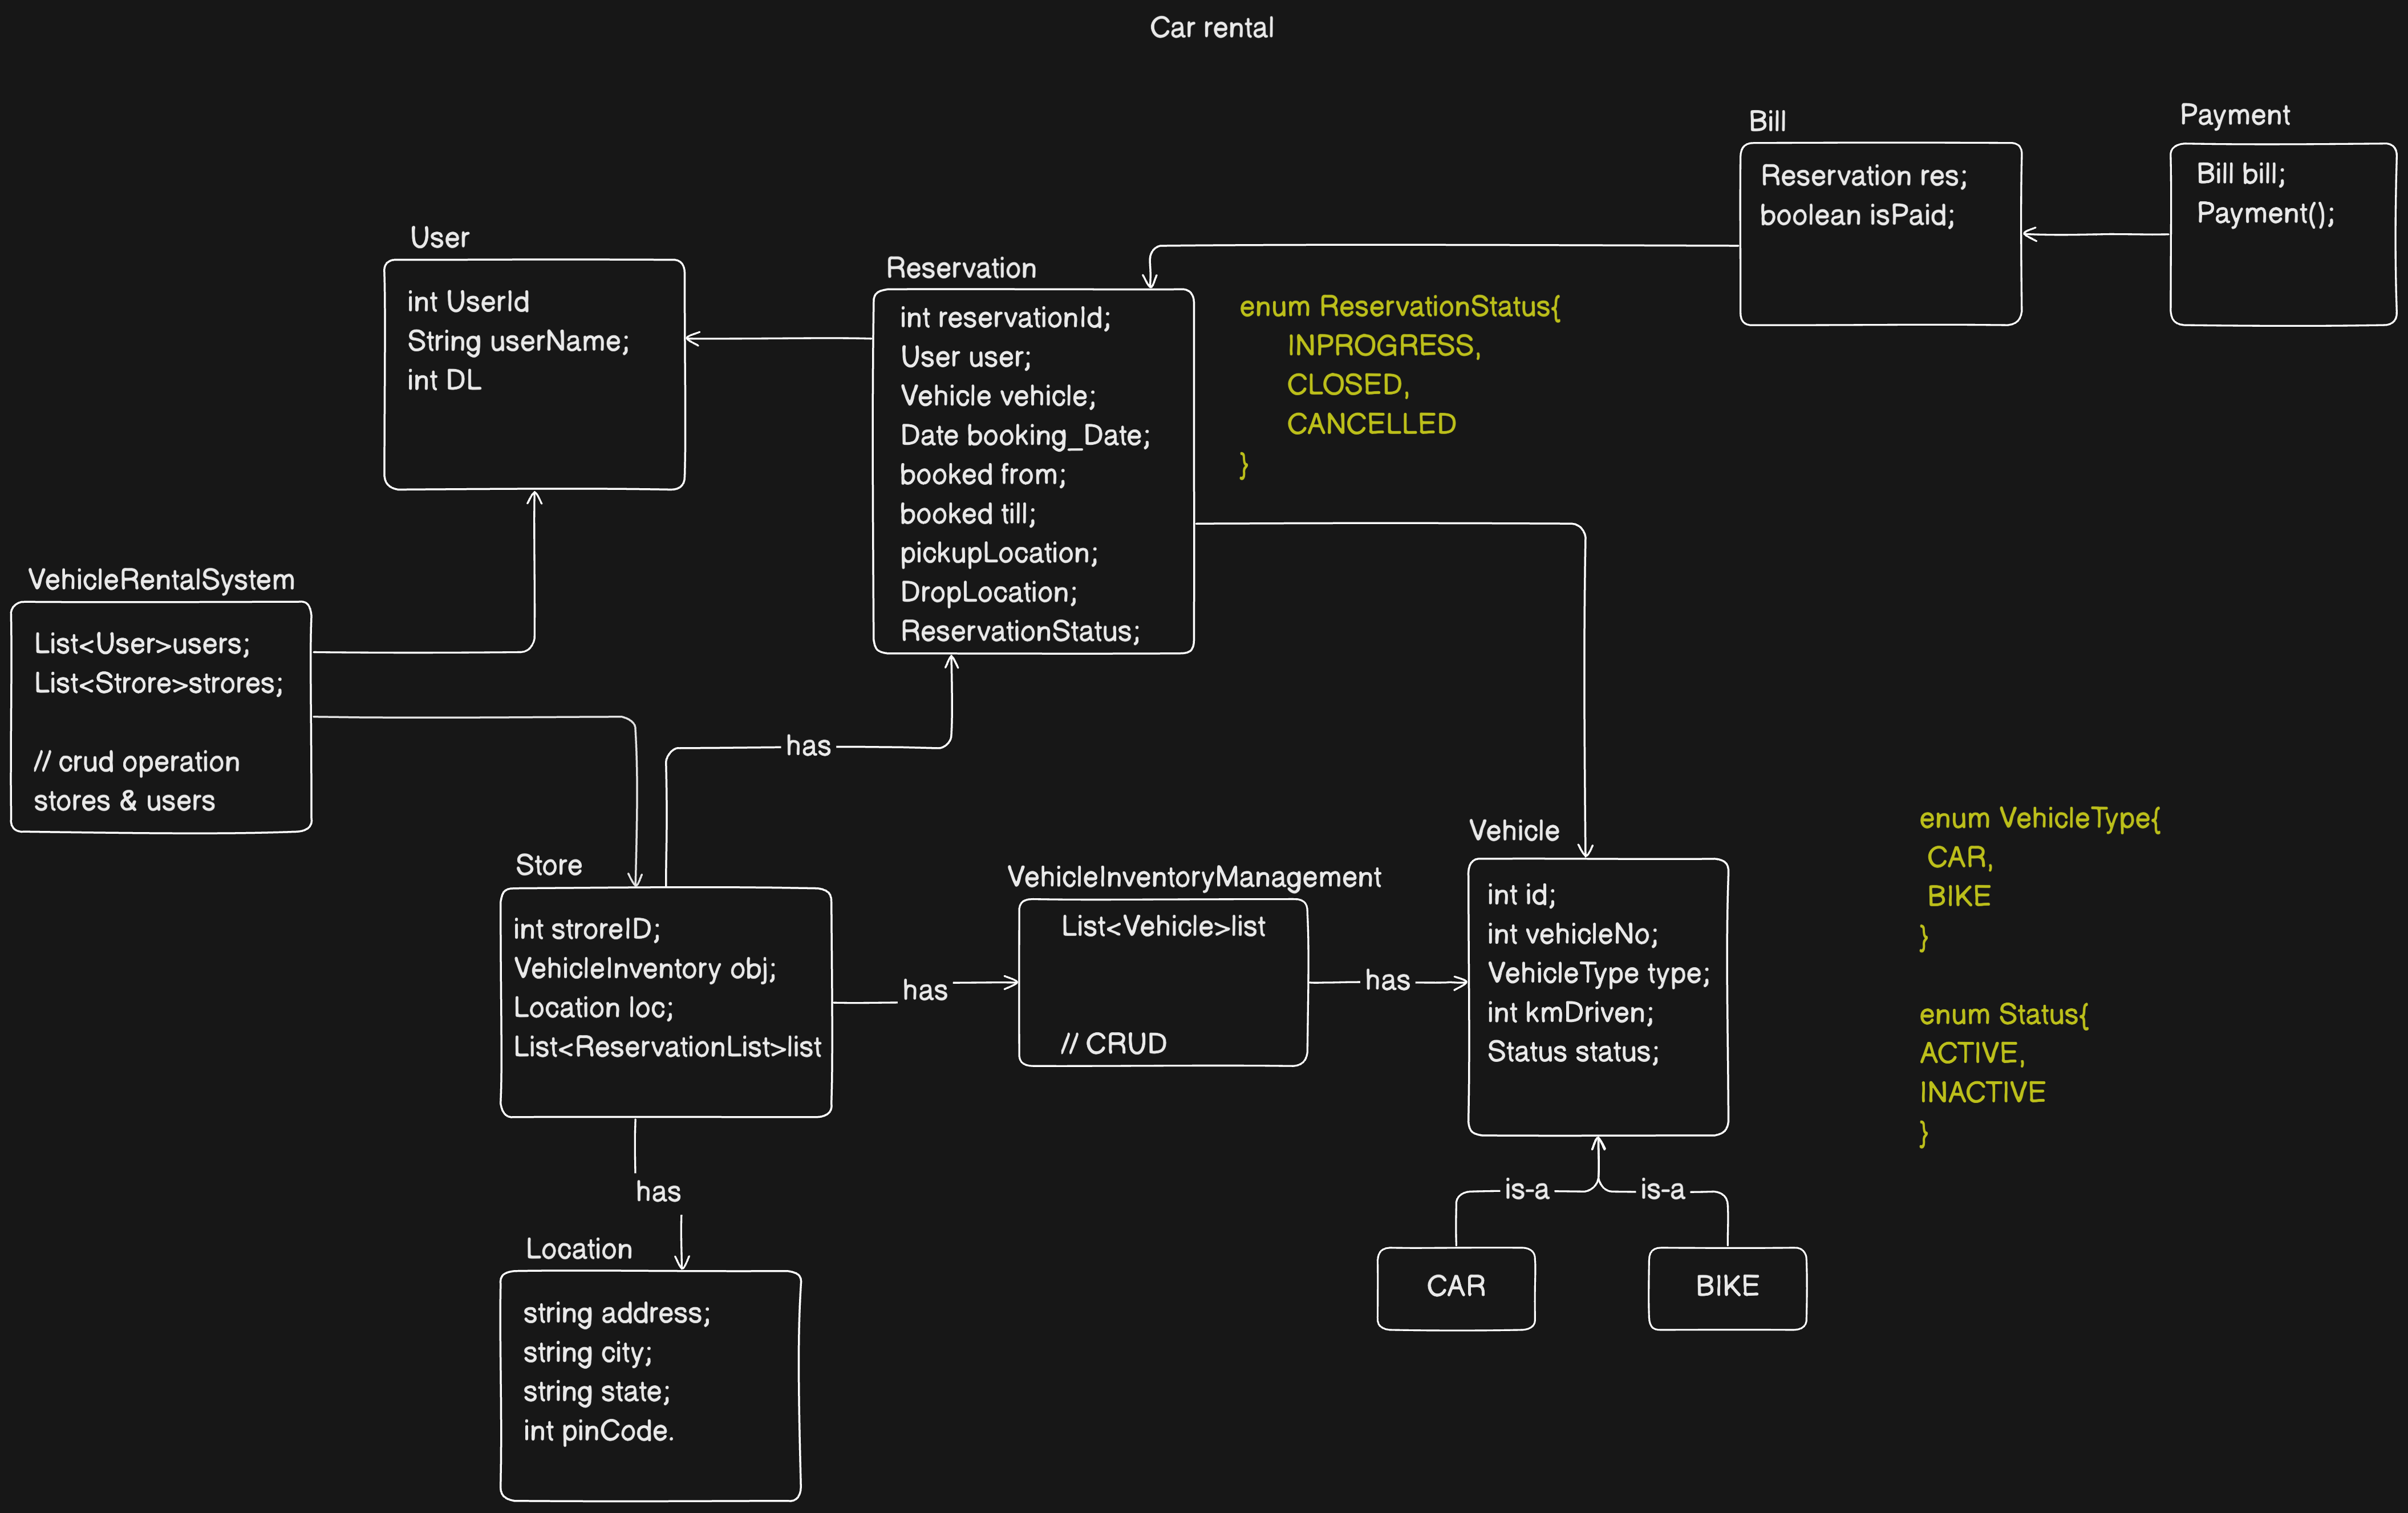 Car rental
Bill
Reservation res;
boolean isPaid;
Payment
Bill bill;
Payment();
User
int UserId
String userName;
int DL
Reservation
int reservationId;
User user;
Vehicle vehicle;
Date booking_Date;
booked from;
booked till;
pickupLocation;
DropLocation;
ReservationStatus;
enum ReservationStatus{
INPROGRESS,
CLOSED,
CANCELLED
}
VehicleRentalSystem
List<User>users;
List<Strore>strores;
// crud operation
stores & users
has
Store
int stroreID;
VehicleInventory obj;
Location loc;
List<ReservationList>list
has
VehicleInventoryManagement
List<Vehicle>list
// CRUD
has
Vehicle
int id;
int vehicleNo;
VehicleType type;
int kmDriven;
Status status;
enum VehicleType{
CAR,
BIKE
}
enum Status{
ACTIVE,
INACTIVE
}
has
is-a
is-a
Location
string address;
string city;
string state;
int pinCode.
CAR
BIKE